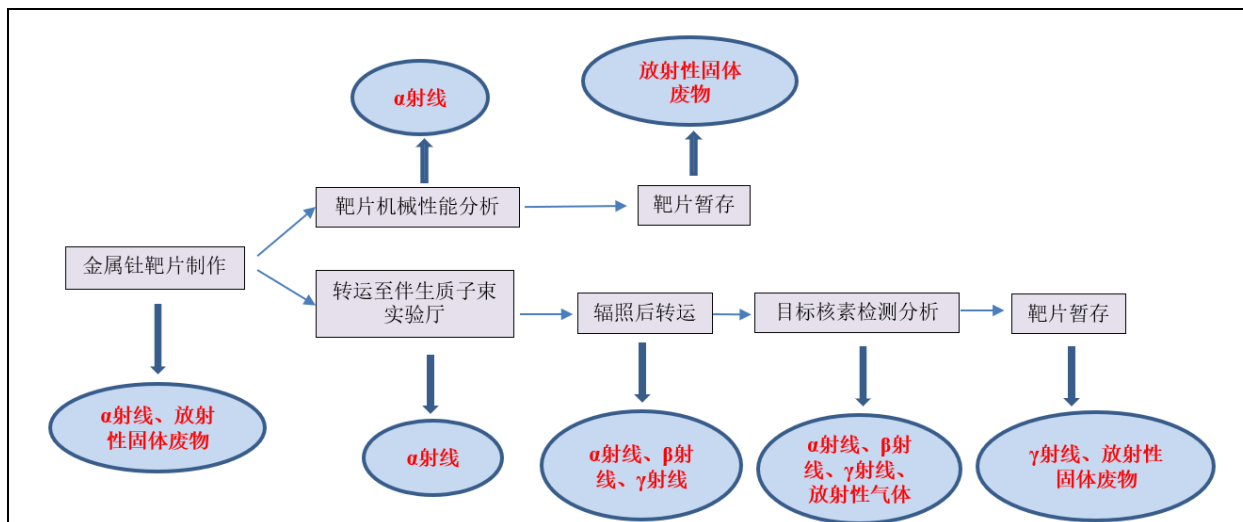 α射线
放射性固体
废物
靶片机械性能分析
靶片暂存
金属钍靶片制作
转运至伴生质子束
实验厅
辐照后转运
目标核素检测分析
靶片暂存
α射线、放射
性固体废物
α射线
α射线、β射
线、γ射线
α射线、β射
线、γ射线、
放射性气体
γ射线、放射性
固体废物